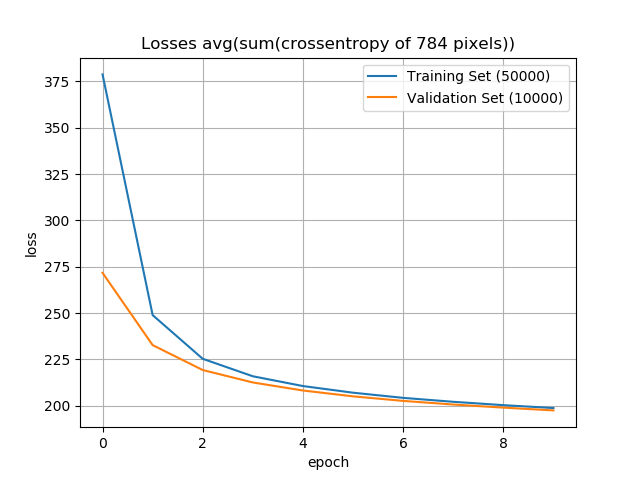 Losses avg(sum(crossentropy of 784 pixels))
Training Set (50000)
Validation Set (10000)
375
350
325
300
275
250
225
200
loss
0 2 4 6 8
epoch